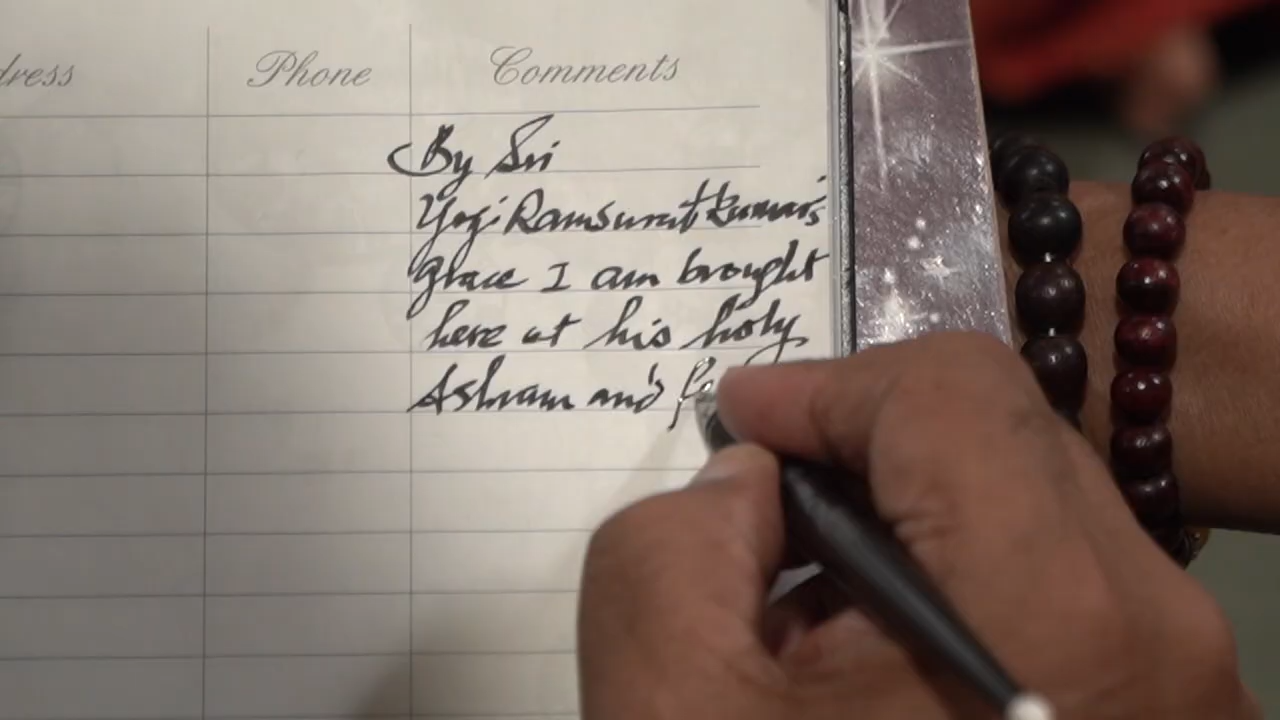 dress Phone Comments
By Sri
Yogi Ramsuratkumar's
Grace I am brought
here at his holy
Ashram and